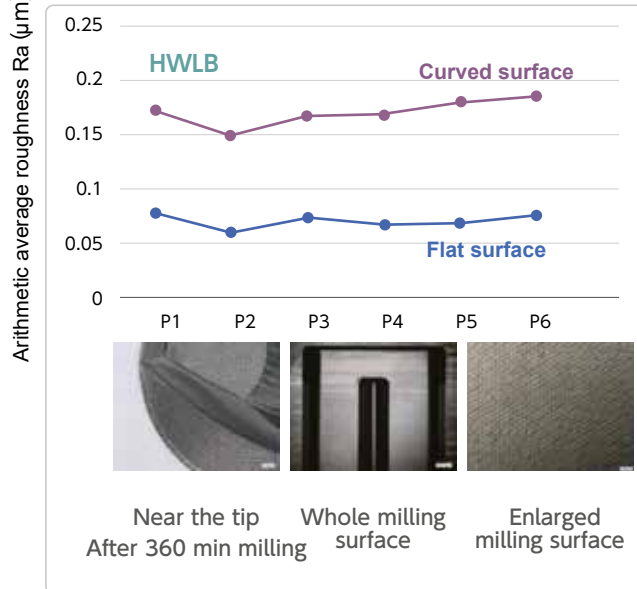 Arithmetic average roughness Ra (μm)
0.25
0.2
0.15
0.1
0.05
0
HWLB
Curved surface
Flat surface
P1 P2 P3 P4 P5 P6
Near the tip
After 360 min milling
Whole milling
surface
Enlarged
milling surface